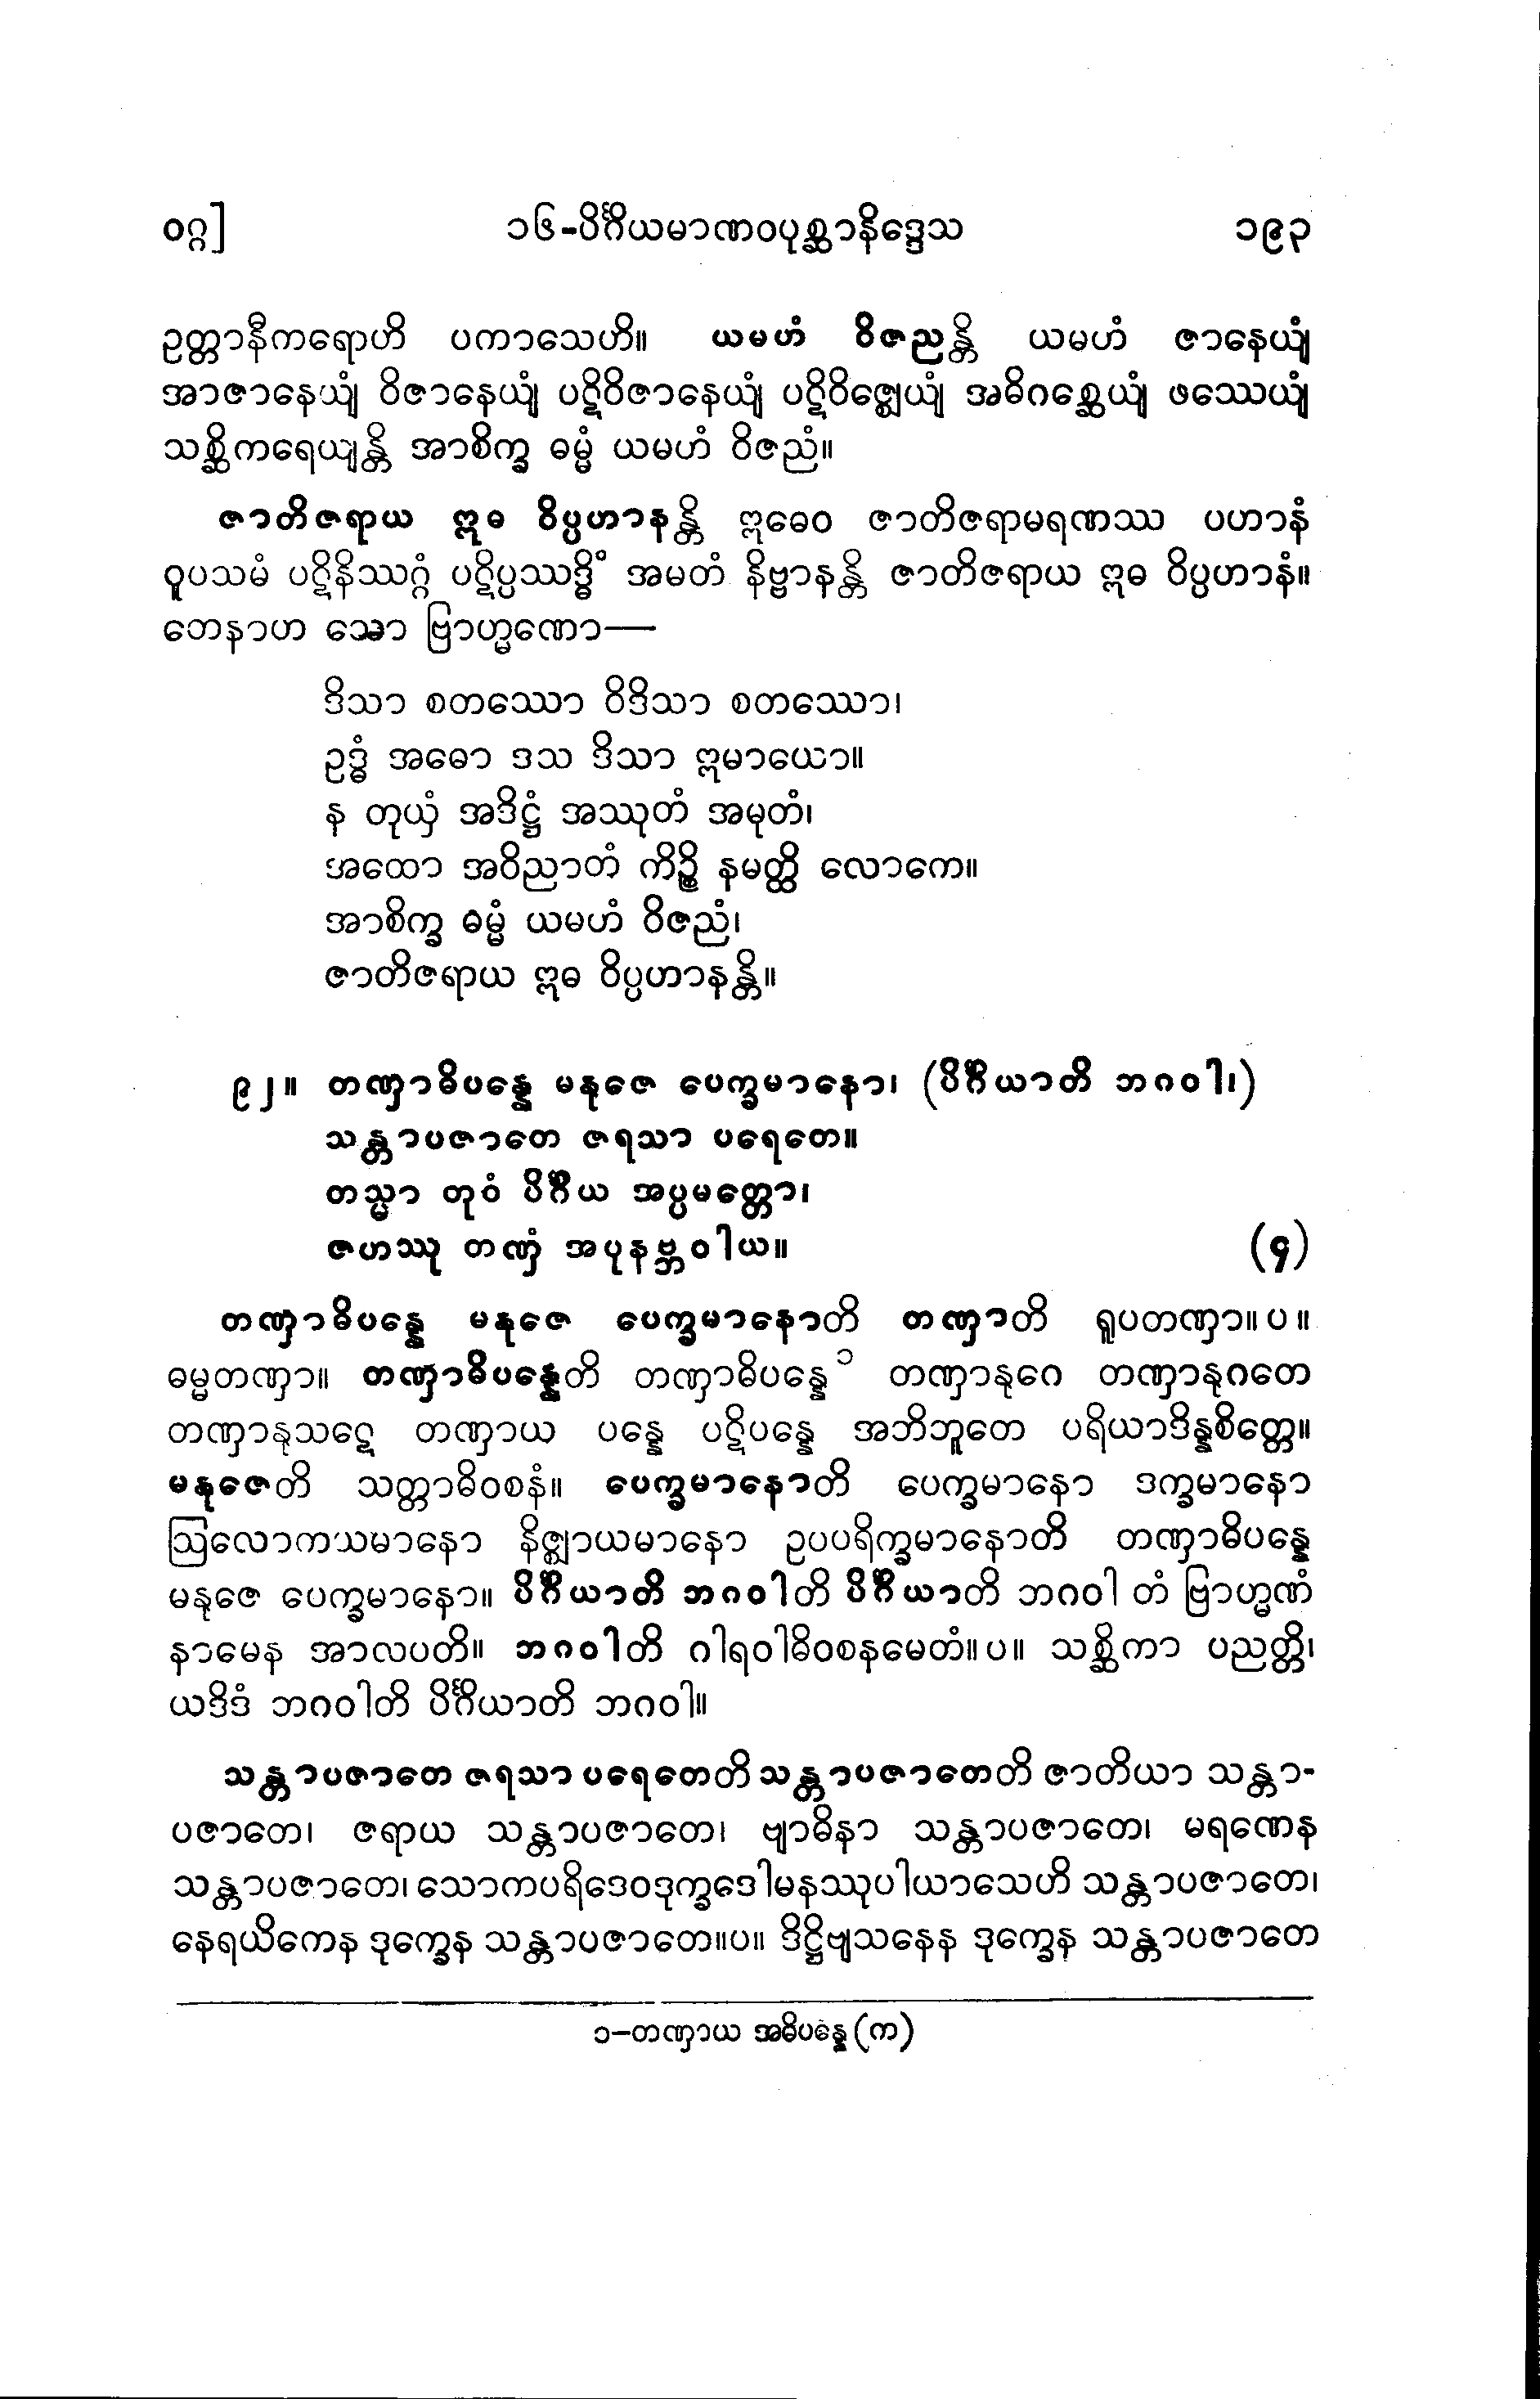 ဝဂ္ဂ] ၁၆-ပိင်္ဂိယမာဏဝပုစ္ဆာနိဒ္ဒေသ ၁၉၃
ဥတ္တာနီကရောဟိ ပကာသေဟိ။ ယမဟံ ဝိဇညန္တိ ယမဟံ ဇာနေယျံ
အာဇာနေယျံ ဝိဇာနေယျံ ပဋိဝိဇာနေယျံ ပဋိဝိဇ္ဈေယျံ အဓိဂစ္ဆေယျံ ဖဿေယျံ
သစ္ဆိကရေယျန္တိ အာစိက္ခ ဓမ္မံ ယမဟံ ဝိဇညံ။
ဇာတိဇရာယ ဣဓ ဝိပ္ပဟာနန္တိ ဣဓေဝ ဇာတိဇရာမရဏဿ ပဟာနံ
ဝူပသမံ ပဋိနိဿဂ္ဂံ ပဋိပ္ပဿဒ္ဓိံ အမတံ နိဗ္ဗာနန္တိ ဇာတိဇရာယ ဣဓ ဝိပ္ပဟာနံ။
တေနာဟ သော ဗြာဟ္မဏော—
ဒိသာ စတဿော ဝိဒိသာ စတဿော၊
ဥဒ္ဓံ အဓော ဒသ ဒိသာ ဣမာယော။
န တုယှံ အဒိဋ္ဌံ အဿုတံ အမုတံ၊
အထော အဝိညာတံ ကိဉ္စိ နမတ္ထိ လောကေ။
အာစိက္ခ ဓမ္မံ ယမဟံ ဝိဇညံ၊
ဇာတိဇရာယ ဣဓ ဝိပ္ပဟာနန္တိ။
၉၂။ တဏှာဓိပန္နေ မနုဇေ ပေက္ခမာနော၊ (ပိင်္ဂိယာတိ ဘဂဝါ၊)
သန္တာပဇာတေ ဇရသာ ပရေတေ။
တသ္မာ တုဝံ ပိင်္ဂိယ အပ္ပမတ္တော၊
ဇဟဿု တဏှံ အပုနဗ္ဘဝါယ။ (၄)
တဏှာဓိပန္နေ မနုဇေ ပေက္ခမာနောတိ တဏှာတိ ရူပတဏှာ။ပ။
ဓမ္မတဏှာ။ တဏှာဓိပန္နေတိ တဏှာဓိပန္နေ ၁ တဏှာနုဂေ တဏှာနုဂတေ
တဏှာနုသဋေ တဏှာယ ပန္နေ ပဋိပန္နေ အဘိဘူတေ ပရိယာဒိန္နစိတ္တေ။
မနုဇေတိ သတ္တာဓိဝစနံ။ ပေက္ခမာနောတိ ပေက္ခမာနော ဒက္ခမာနော
ဩလောကယမာနော နိဇ္ဈာယမာနော ဥပပရိက္ခမာနောတိ တဏှာဓိပန္နေ
မနုဇေ ပေက္ခမာနော။ ပိင်္ဂိယာတိ ဘဂဝါတိ ပိင်္ဂိယာတိ ဘဂဝါ တံ ဗြာဟ္မဏံ
နာမေန အာလပတိ။ ဘဂဝါတိ ဂါရဝါဓိဝစနမေတံ။ပ။ သစ္ဆိကာ ပညတ္တိ၊
ယဒိဒံ ဘဂဝါတိ ပိင်္ဂိယာတိ ဘဂဝါ။
သန္တာပဇာတေ ဇရသာ ပရေတေတိ သန္တာပဇာတေတိ ဇာတိယာ သန္တာ-
ပဇာတေ၊ ဇရာယ သန္တာပဇာတေ၊ ဗျာဓိနာ သန္တာပဇာတေ၊ မရဏေန
သန္တာပဇာတေ၊ သောကပရိဒေဝဒုက္ခဒေါမနဿုပါယာသေဟိ သန္တာပဇာတေ၊
နေရယိကေန ဒုက္ခေန သန္တာပဇာတေ။ပ။ ဒိဋ္ဌိဗျသနေန ဒုက္ခေန သန္တာပဇာတေ
၁–တဏှာယ အဓိပန္နေ (က)